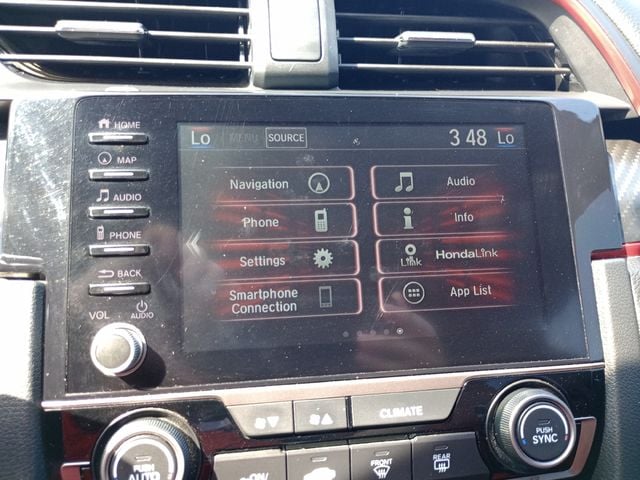 HOME
MAP
AUDIO
PHONE
BACK
VOL
AUDIO
Lo MENU SOURCE 3 48 Lo
Navigation Audio
Phone Info
Settings Link HondaLink
Smartphone
Connection App List
CLIMATE
PUSH
AUTO
PUSH
SYNC
ON/
FRONT
REAR